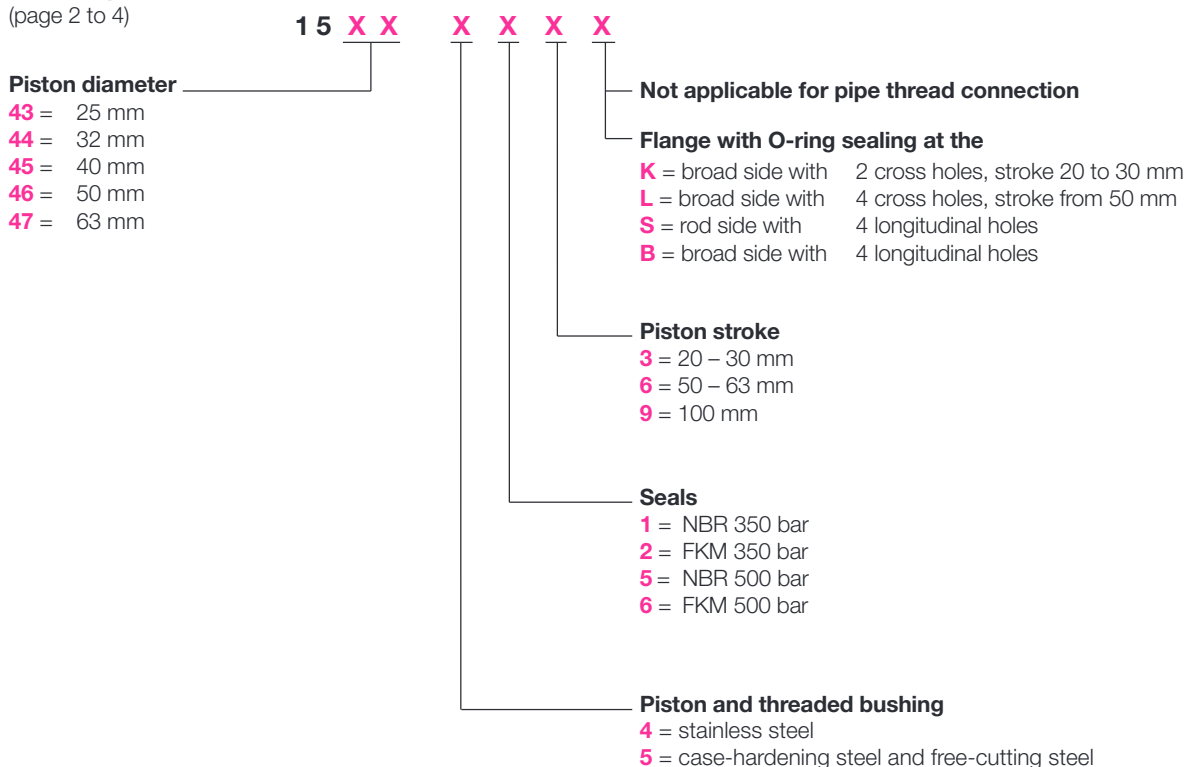 (page 2 to 4)
15 X X X X X X
Piston diameter
43 = 25 mm
44 = 32 mm
45 = 40 mm
46 = 50 mm
47 = 63 mm
Not applicable for pipe thread connection
Flange with O-ring sealing at the
K = broad side with 2 cross holes, stroke 20 to 30 mm
L = broad side with 4 cross holes, stroke from 50 mm
S = rod side with 4 longitudinal holes
B = broad side with 4 longitudinal holes
Piston stroke
3 = 20 – 30 mm
6 = 50 – 63 mm
9 = 100 mm
Seals
1 = NBR 350 bar
2 = FKM 350 bar
5 = NBR 500 bar
6 = FKM 500 bar
Piston and threaded bushing
4 = stainless steel
5 = case-hardening steel and free-cutting steel